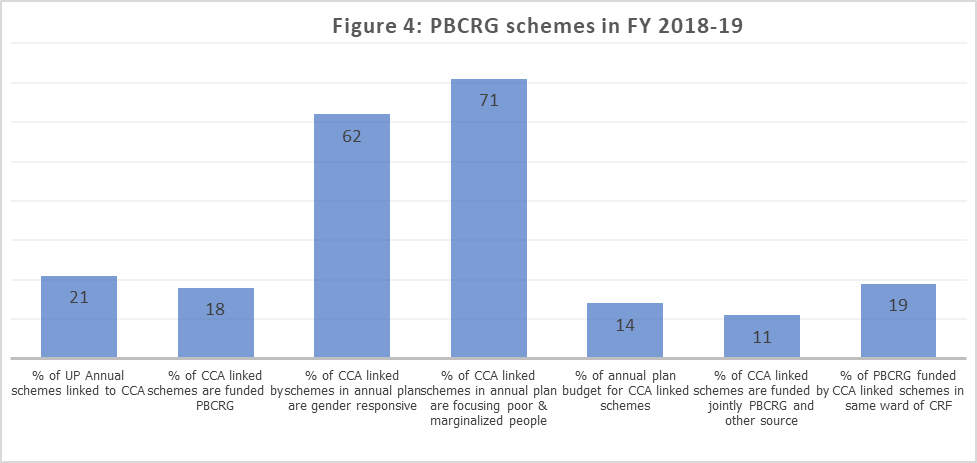 Figure 4: PBCRG schemes in FY 2018-19
21
18
62
71
14
11
19
% of UP Annual
schemes linked to CCA
% of CCA linked
schemes are funded by
PBCRG
% of CCA linked
schemes in annual plan
are gender responsive
% of CCA linked
schemes in annual plan
are focusing poor &
marginalized people
% of annual plan
budget for CCA linked
schemes
% of CCA linked
schemes are funded by
jointly PBCRG and
other source
% of PBCRG funded
CCA linked schemes in
same ward of CRF